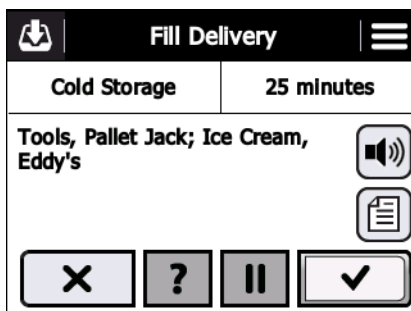 Fill Delivery
Cold Storage
25 minutes
Tools, Pallet Jack; Ice Cream,
Eddy's
?